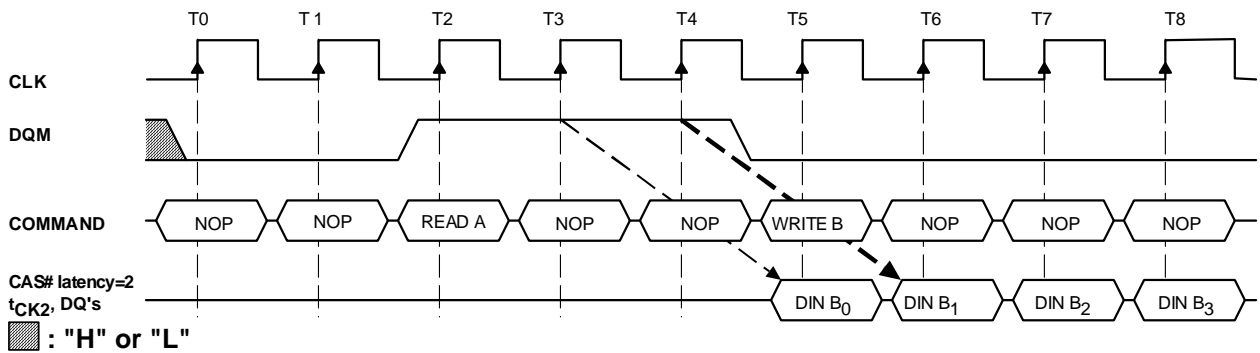 T0 T 1 T2 T3 T4 T5 T6 T7 T8
CLK
DQM
COMMAND NOP NOP READ A NOP NOP WRITE B NOP NOP NOP
CAS# latency=2
tCK2, DQ's DIN B0 DIN B1 DIN B2 DIN B3
: "H" or "L"